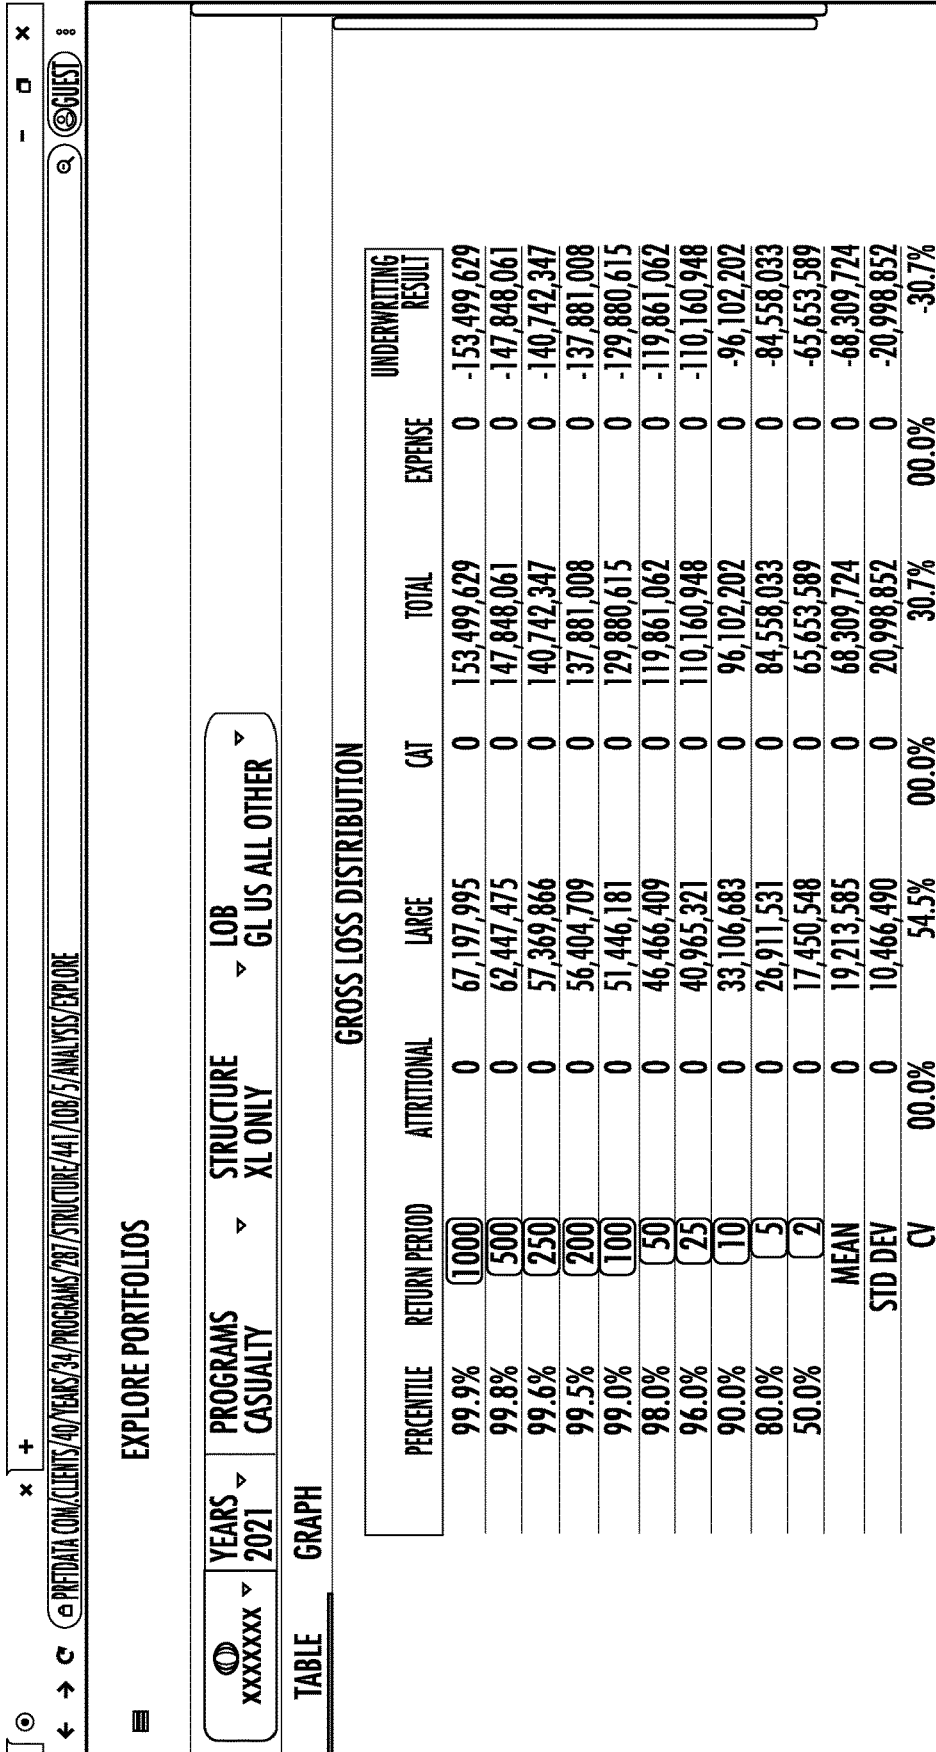 × +
PRFTDATA COM/CLIENTS/40/YEARS/34/PROGRAMS/287/STRUCTURE/441/LOB/5/ANALYSIS/EXPLORE
GUEST
EXPLORE PORTFOLIOS
XXXXXXX
YEARS PROGRAMS STRUCTURE LOB
2021 CASUALTY XL ONLY GL US ALL OTHER
TABLE GRAPH
GROSS LOSS DISTRIBUTION
UNDERWRITING
PERCENTILE RETURN PERIOD ATTRITIONAL LARGE CAT TOTAL EXPENSE RESULT
99.9% 1000 0 67,197,995 0 153,499,629 0 -153,499,629
99.8% 500 0 62,447,475 0 147,848,061 0 -147,848,061
99.6% 250 0 57,369,866 0 140,742,347 0 -140,742,347
99.5% 200 0 56,404,709 0 137,881,008 0 -137,881,008
99.0% 100 0 51,446,181 0 129,880,615 0 -129,880,615
98.0% 50 0 46,466,409 0 119,861,062 0 -119,861,062
96.0% 25 0 40,965,321 0 110,160,948 0 -110,160,948
90.0% 10 0 33,106,683 0 96,102,202 0 -96,102,202
80.0% 5 0 26,911,531 0 84,558,033 0 -84,558,033
50.0% 2 0 17,450,548 0 65,653,589 0 -65,653,589
MEAN 0 19,213,585 0 68,309,724 0 -68,309,724
STD DEV 0 10,466,490 0 20,998,852 0 -20,998,852
CV 00.0% 54.5% 00.0% 30.7% 00.0% -30.7%